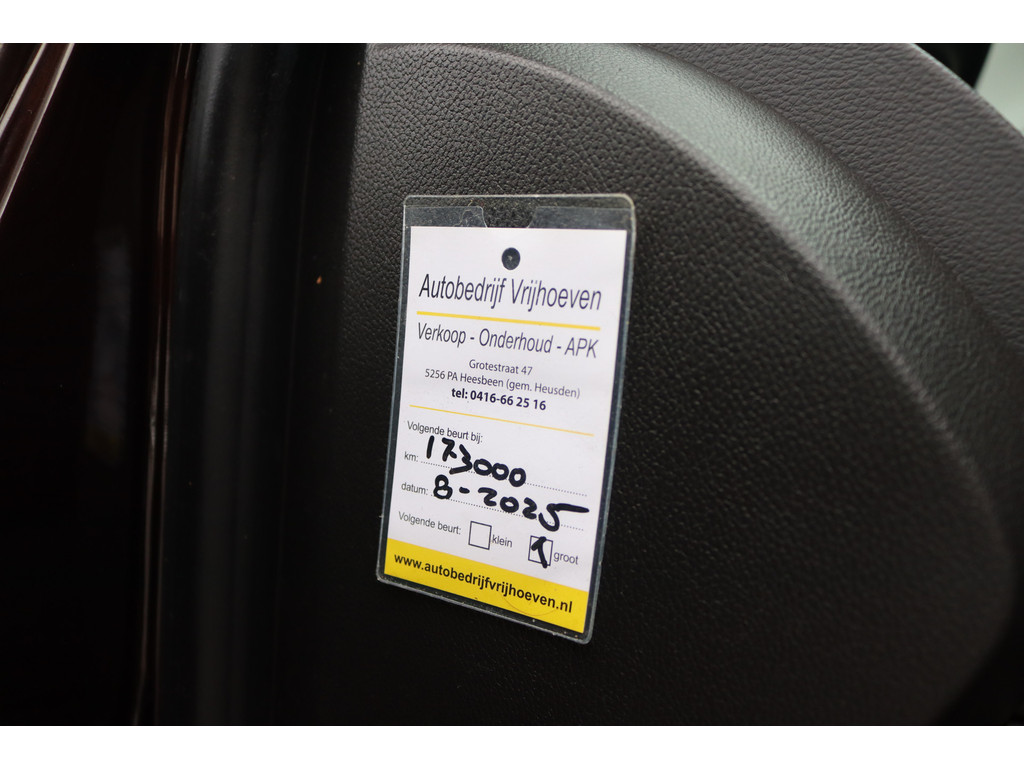 Autobedrijf Vrijhoeven
Verkoop - Onderhoud - APK
Grotestraat 47
5256 PA Heesbeen (gem. Heusden)
tel: 0416-66 25 16
Volgende beurt bij:
km: 173000
datum: 8-2025
Volgende beurt: klein groot
www.autobedrijfvrijhoeven.nl